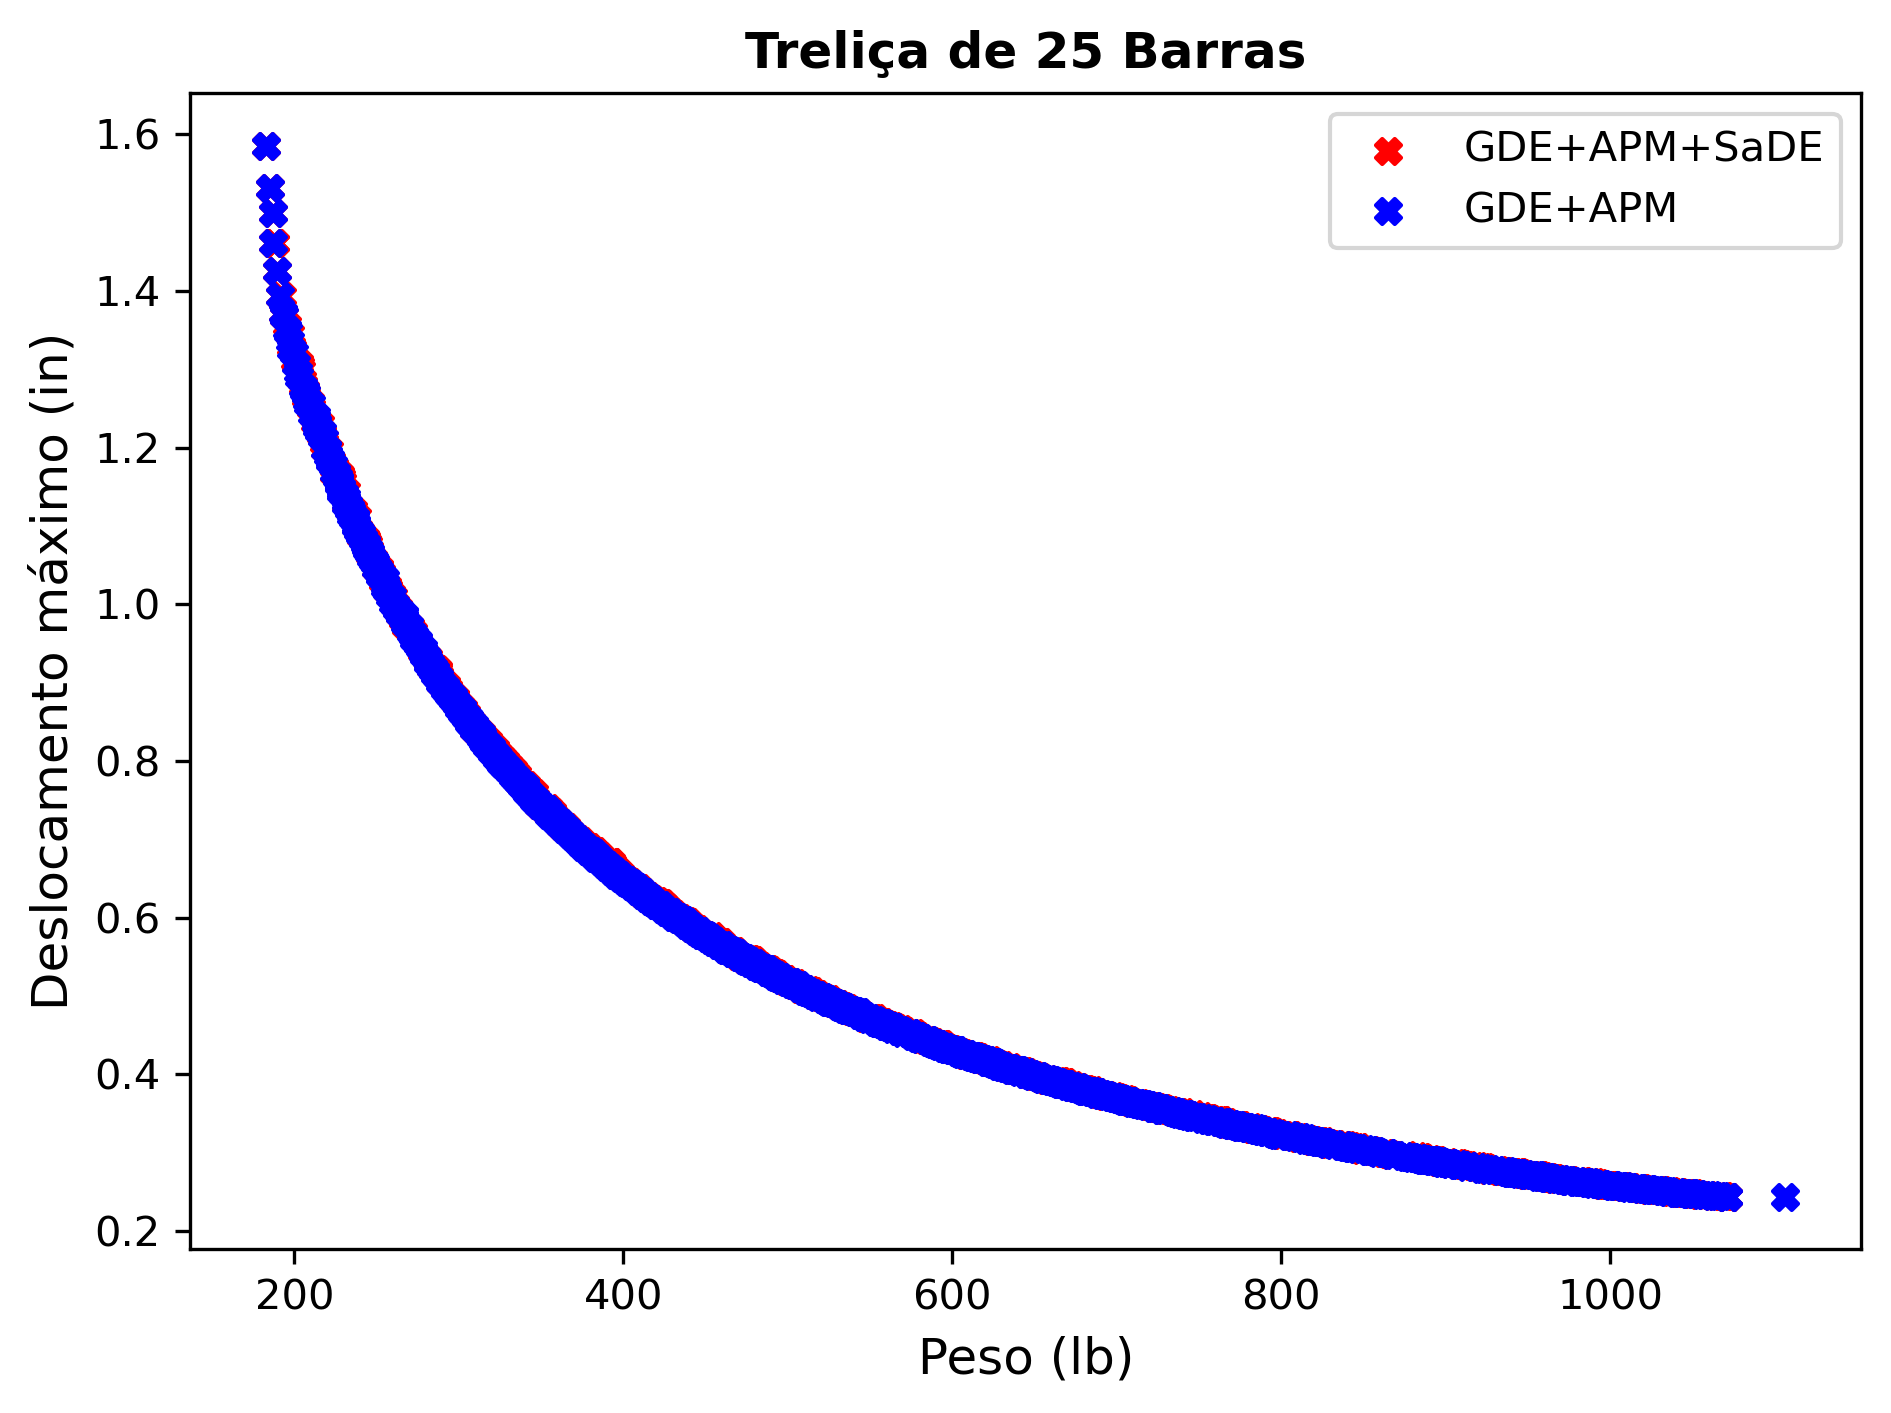 Treliça de 25 Barras
GDE+APM+SaDE
GDE+APM
Deslocamento máximo (in)
1.6
1.4
1.2
1.0
0.8
0.6
0.4
0.2
200 400 600 800 1000
Peso (lb)